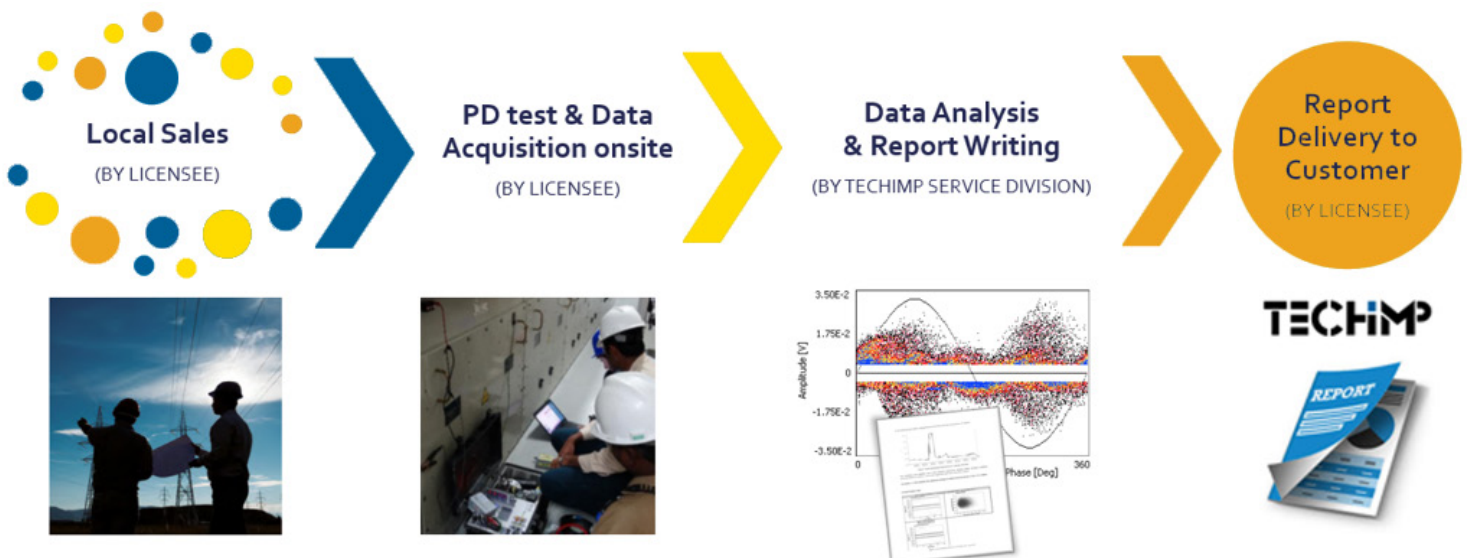 Local Sales
(BY LICENSEE)
PD test & Data
Acquisition onsite
(BY LICENSEE)
Data Analysis
& Report Writing
(BY TECHIMP SERVICE DIVISION)
Report
Delivery to
Customer
(BY LICENSEE)
3.50E-2
1.75E-2
0
-1.75E-2
-3.50E-2
Amplitude [V]
0
Phase [Deg]
360
TECHIMP
REPORT